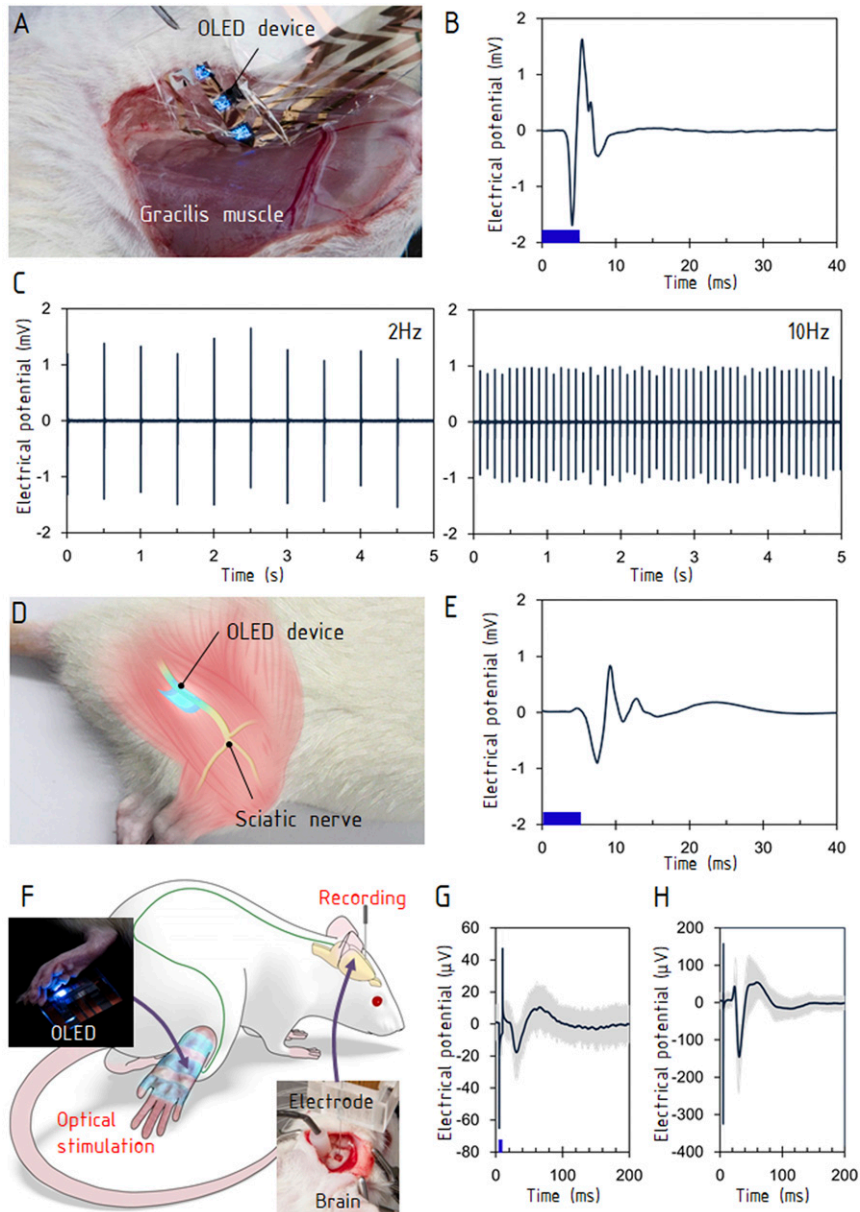 A
OLED device
Gracilis muscle
B
Electrical potential (mV)
2
1
0
-1
-2
0
10
20
30
40
Time (ms)
C
Electrical potential (mV)
2
1
0
-1
-2
2Hz
0
1
2
3
4
5
Time (s)
10Hz
2
1
0
-1
-2
0
1
2
3
4
5
Time (s)
D
OLED device
Sciatic nerve
E
Electrical potential (mV)
2
1
0
-1
-2
0
10
20
30
40
Time (ms)
F
OLED
Optical
stimulation
Recording
Electrode
Brain
G
Electrical potential (µV)
60
40
20
0
-20
-40
-60
-80
0
100
200
Time (ms)
H
Electrical potential (µV)
200
100
0
-100
-200
-300
-400
0
100
200
Time (ms)